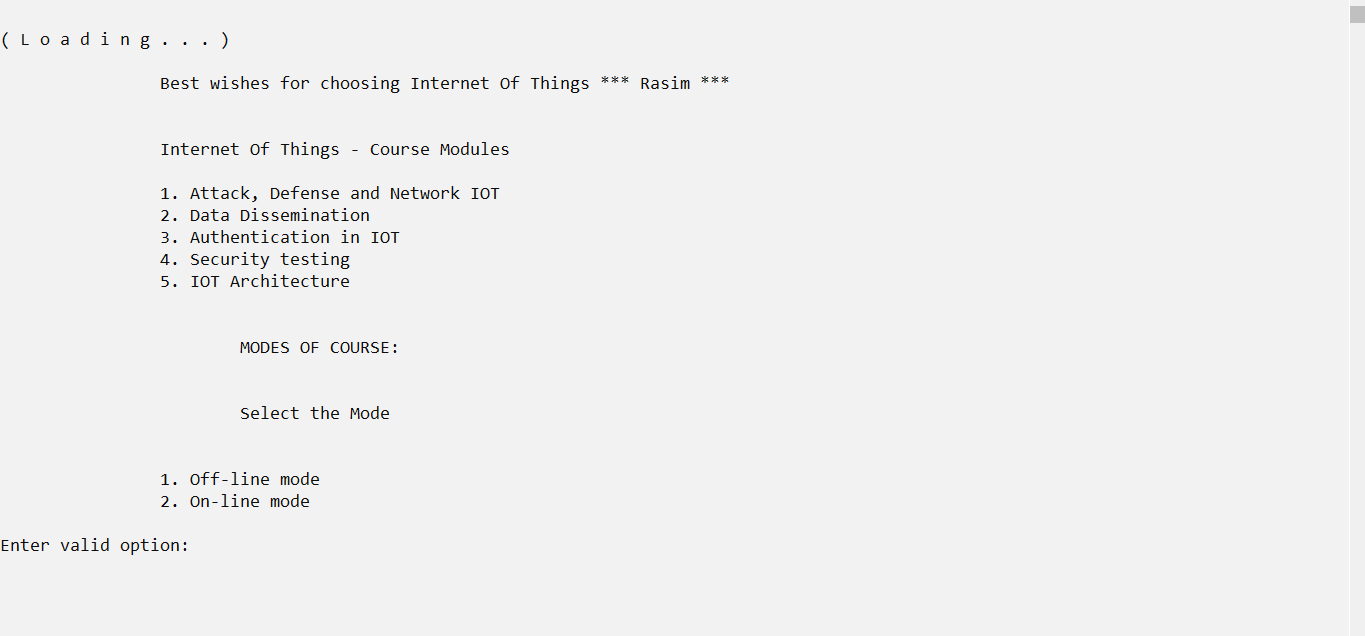 ( L o a d i n g . . . )
Best wishes for choosing Internet Of Things *** Rasim ***
Internet Of Things - Course Modules
1. Attack, Defense and Network IOT
2. Data Dissemination
3. Authentication in IOT
4. Security testing
5. IOT Architecture
MODES OF COURSE:
Select the Mode
1. Off-line mode
2. On-line mode
Enter valid option: